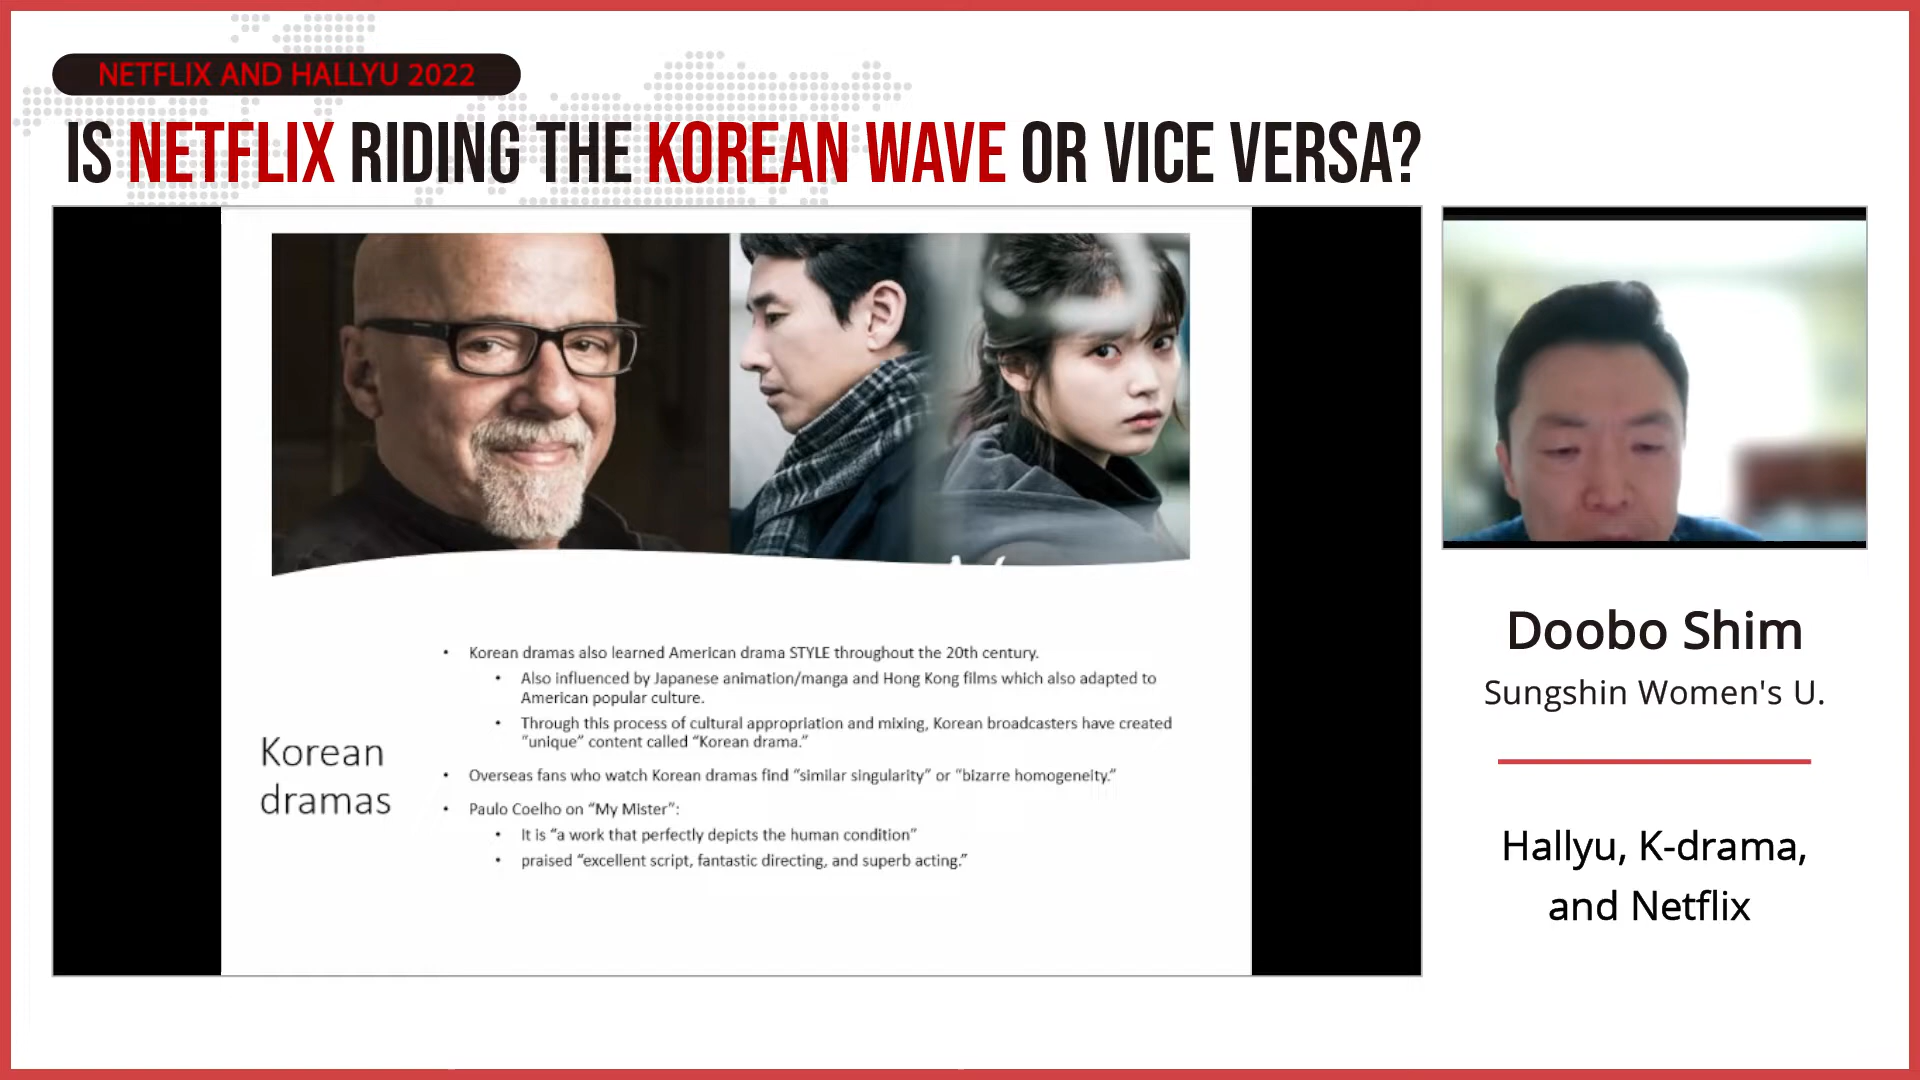 NETFLIX AND HALLYU 2022
IS NETFLIX RIDING THE KOREAN WAVE OR VICE VERSA?
Korean
dramas
• Korean dramas also learned American drama STYLE throughout the 20th century.
• Also influenced by Japanese animation/manga and Hong Kong films which also adapted to
American popular culture.
• Through this process of cultural appropriation and mixing, Korean broadcasters have created
“unique” content called “Korean drama.”
• Overseas fans who watch Korean dramas find “similar singularity” or “bizarre homogeneity.”
• Paulo Coelho on “My Mister”:
• It is “a work that perfectly depicts the human condition”
• praised “excellent script, fantastic directing, and superb acting.”
Doobo Shim
Sungshin Women's U.
Hallyu, K-drama,
and Netflix